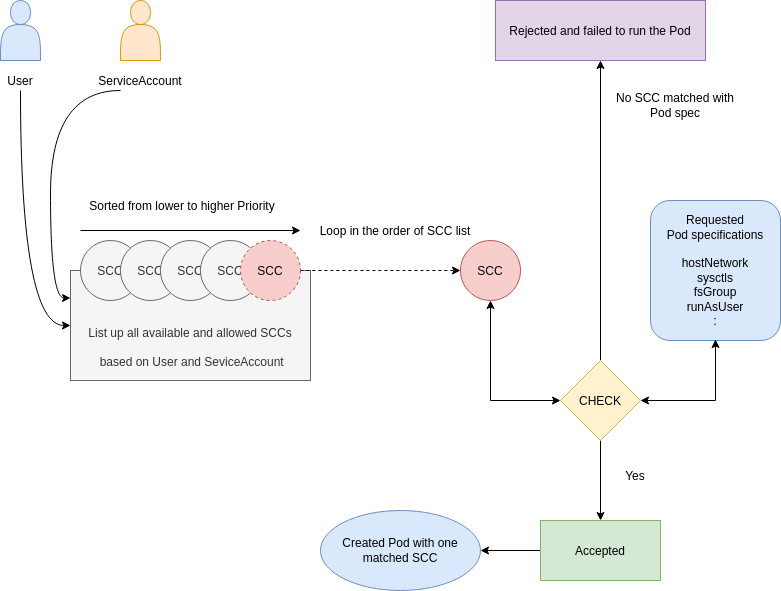 User
ServiceAccount
Rejected and failed to run the Pod
No SCC matched with
Pod spec
Sorted from lower to higher Priority
Loop in the order of SCC list
SCC
SCC
SCC
SCC
SCC
SCC
List up all available and allowed SCCs
based on User and SeviceAccount
Requested
Pod specifications
hostNetwork
sysctls
fsGroup
runAsUser
:
CHECK
Yes
Accepted
Created Pod with one
matched SCC